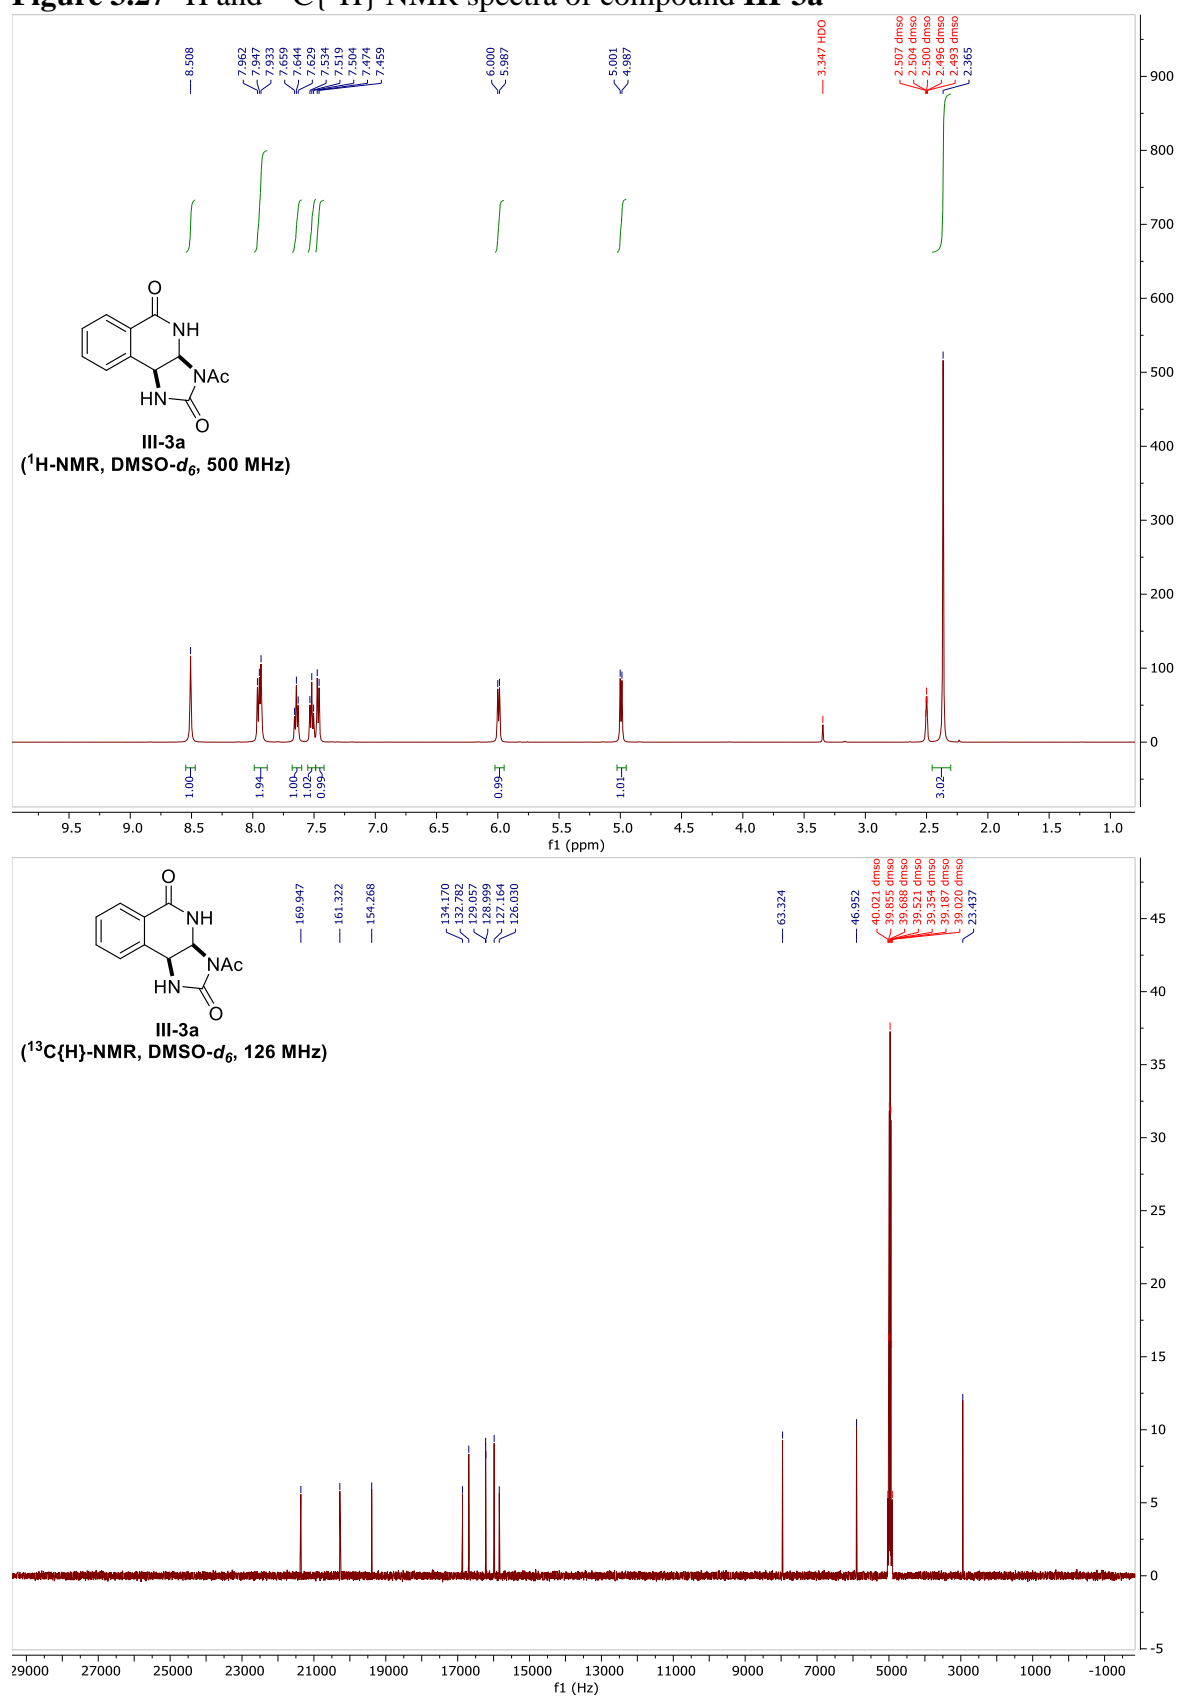 Figure 3.27 ¹H and ¹³C{¹H} NMR spectra of compound III-3a
8.508
7.962
7.947
7.933
7.659
7.644
7.629
7.534
7.519
7.504
7.474
7.459
6.000
5.987
5.001
4.987
3.347 HDO
2.507 dmso
2.504 dmso
2.500 dmso
2.496 dmso
2.493 dmso
2.365
900
800
700
600
500
400
300
200
100
0
O
NH
NAc
HN
O
III-3a
(¹H-NMR, DMSO-d₆, 500 MHz)
1.00
1.94
1.00
1.02
0.99
0.99
1.01
3.02
9.5 9.0 8.5 8.0 7.5 7.0 6.5 6.0 5.5 5.0 4.5 4.0 3.5 3.0 2.5 2.0 1.5 1.0
f1 (ppm)
169.947
161.322
154.268
134.170
132.782
129.057
128.999
127.164
126.030
63.324
46.952
40.021 dmso
39.855 dmso
39.688 dmso
39.521 dmso
39.354 dmso
39.187 dmso
39.020 dmso
23.437
45
40
35
30
25
20
15
10
5
0
-5
O
NH
NAc
HN
O
III-3a
(¹³C{H}-NMR, DMSO-d₆, 126 MHz)
29000 27000 25000 23000 21000 19000 17000 15000 13000 11000 9000 7000 5000 3000 1000 -1000
f1 (Hz)